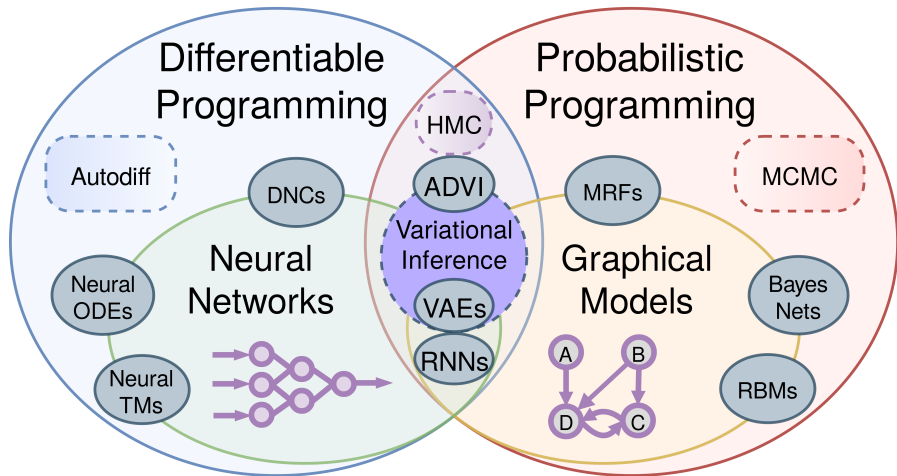 Differentiable
Programming
Probabilistic
Programming
HMC
Autodiff
MCMC
DNCs
ADVI
MRFs
Variational
Inference
Neural
Networks
Graphical
Models
Neural
ODEs
VAEs
Bayes
Nets
RNNs
Neural
TMs
RBMs
A
B
D
C